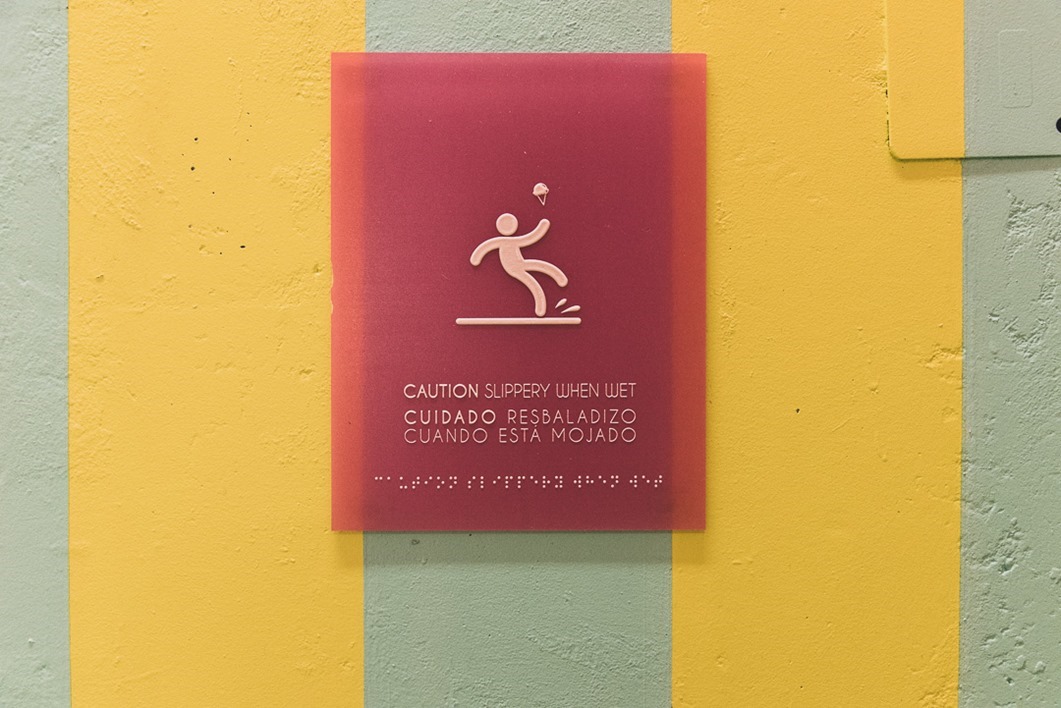 CAUTION SLIPPERY WHEN WET
CUIDADO RESBALADIZO
CUANDO ESTÁ MOJADO
⠉⠁⠥⠞⠊⠕⠝ ⠎⠇⠊⠏⠏⠑⠗⠽ ⠺⠓⠑⠝ ⠺⠑⠞